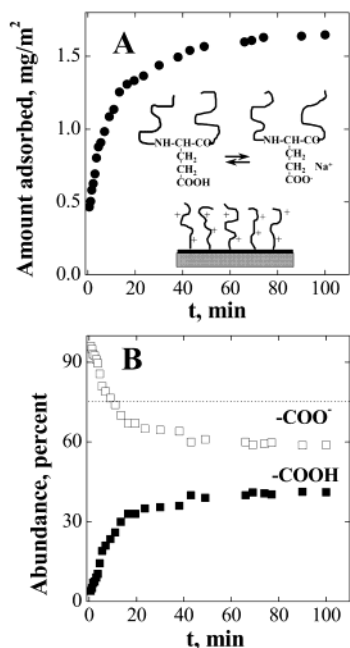 A
Amount adsorbed, mg/m²
1.5
1.0
0.5
0.0
NH-CH-CO
CH₂
CH₂
COOH
NH-CH-CO
CH₂
CH₂
COO⁻
Na⁺
+ + + + + +
0 20 40 60 80 100
t, min
B
Abundance, percent
90
60
30
0
-COO⁻
-COOH
0 20 40 60 80 100
t, min